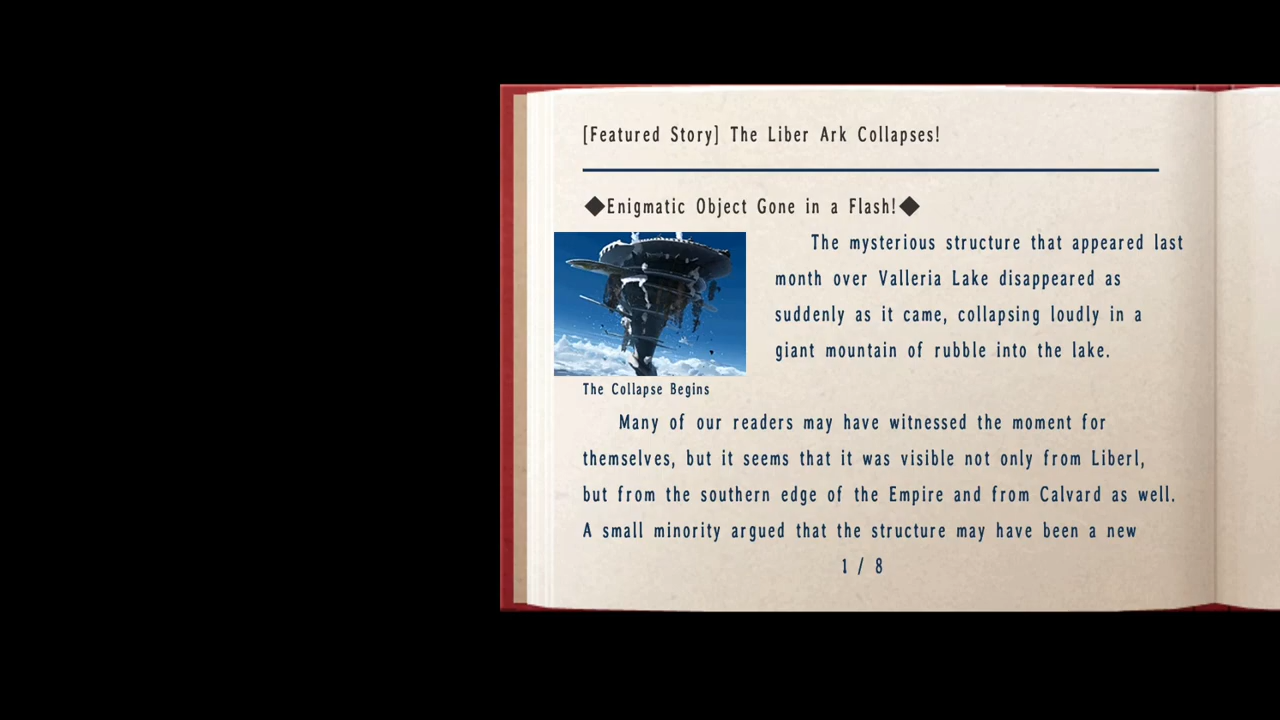 [Featured Story] The Liber Ark Collapses!
◆Enigmatic Object Gone in a Flash!◆
The mysterious structure that appeared last
month over Valleria Lake disappeared as
suddenly as it came, collapsing loudly in a
giant mountain of rubble into the lake.
The Collapse Begins
Many of our readers may have witnessed the moment for
themselves, but it seems that it was visible not only from Liberl,
but from the southern edge of the Empire and from Calvard as well.
A small minority argued that the structure may have been a new
1 / 8